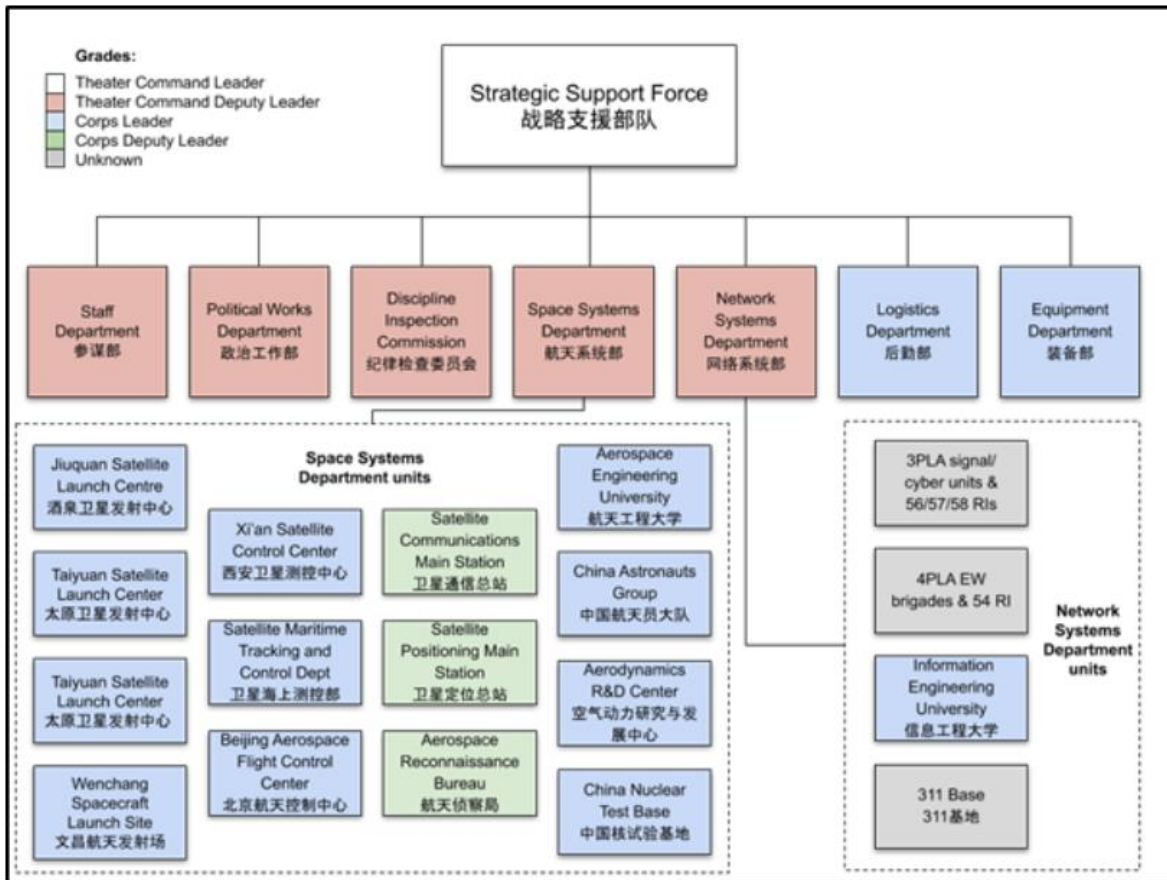 Grades:
Theater Command Leader
Theater Command Deputy Leader
Corps Leader
Corps Deputy Leader
Unknown
Strategic Support Force
战略支援部队
Staff
Department
参谋部
Political Works
Department
政治工作部
Discipline
Inspection
Commission
纪律检查委员会
Space Systems
Department
航天系统部
Network
Systems
Department
网络系统部
Logistics
Department
后勤部
Equipment
Department
装备部
Space Systems
Department units
Jiuquan Satellite
Launch Centre
酒泉卫星发射中心
Taiyuan Satellite
Launch Center
太原卫星发射中心
Taiyuan Satellite
Launch Center
太原卫星发射中心
Wenchang
Spacecraft
Launch Site
文昌航天发射场
Xi'an Satellite
Control Center
西安卫星测控中心
Satellite Maritime
Tracking and
Control Dept
卫星海上测控部
Beijing Aerospace
Flight Control
Center
北京航天控制中心
Satellite
Communications
Main Station
卫星通信总站
Satellite
Positioning Main
Station
卫星定位总站
Aerospace
Reconnaissance
Bureau
航天侦察局
Aerospace
Engineering
University
航天工程大学
China Astronauts
Group
中国航天员大队
Aerodynamics
R&D Center
空气动力研究与发
展中心
China Nuclear
Test Base
中国核试验基地
3PLA signal/
cyber units &
56/57/58 RIs
4PLA EW
brigades & 54 RI
Information
Engineering
University
信息工程大学
311 Base
311基地
Network
Systems
Department
units